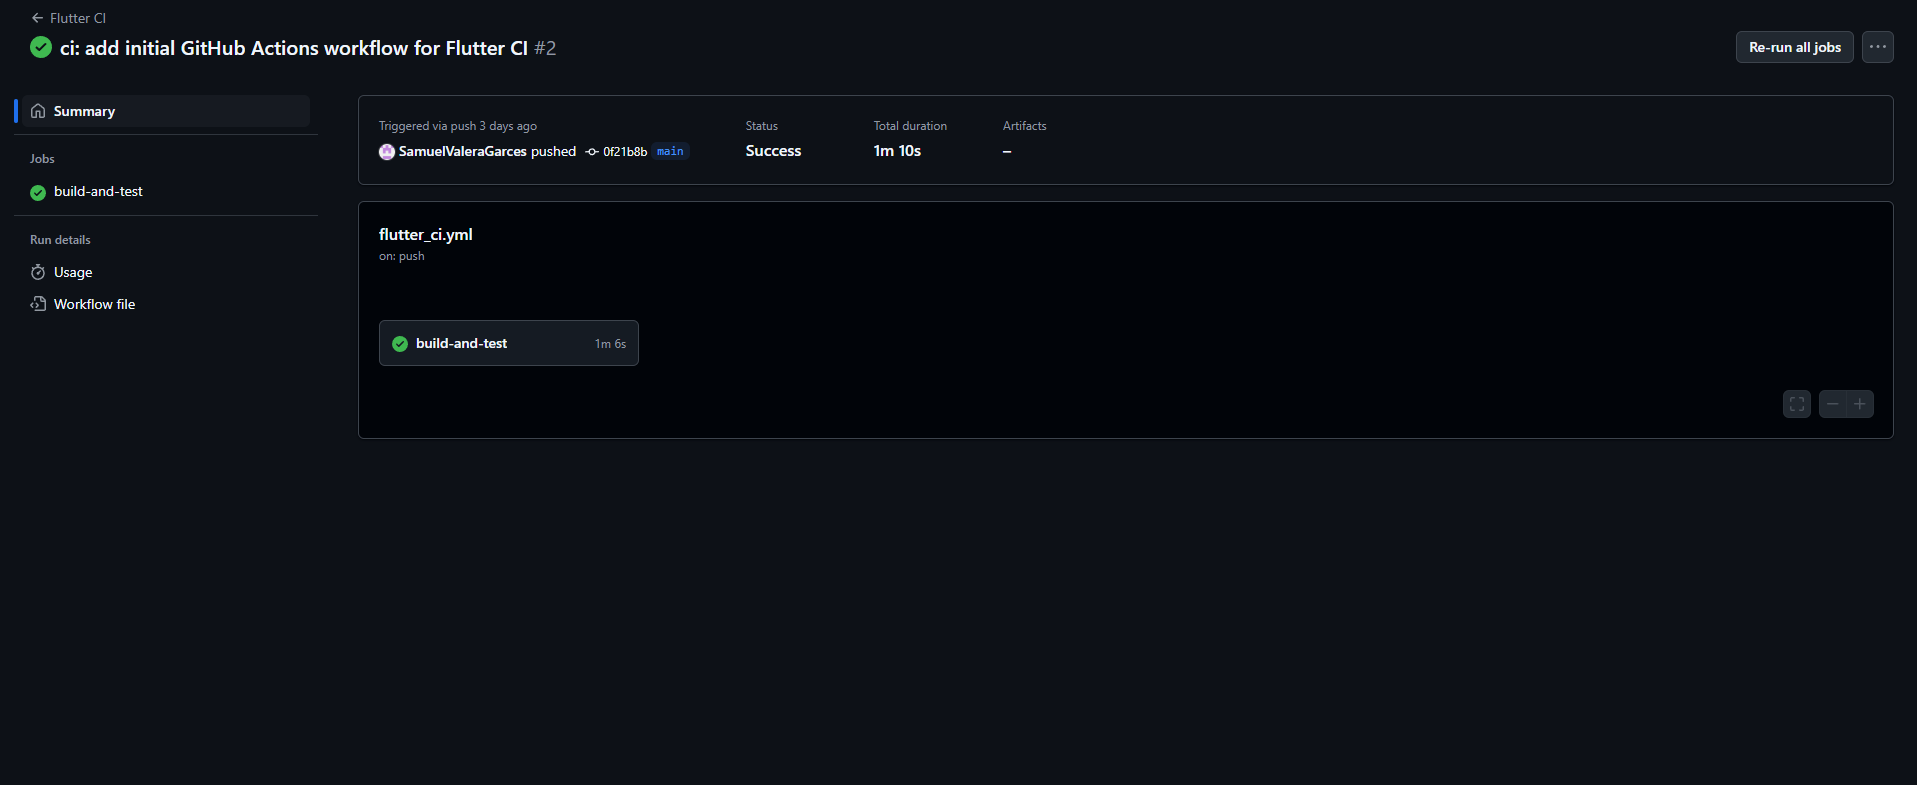 Flutter CI
ci: add initial GitHub Actions workflow for Flutter CI #2
Re-run all jobs
Summary
Jobs
build-and-test
Run details
Usage
Workflow file
Triggered via push 3 days ago
SamuelValeraGarces pushed 0f21b8b main
Status
Success
Total duration
1m 10s
Artifacts
–
flutter_ci.yml
on: push
build-and-test 1m 6s